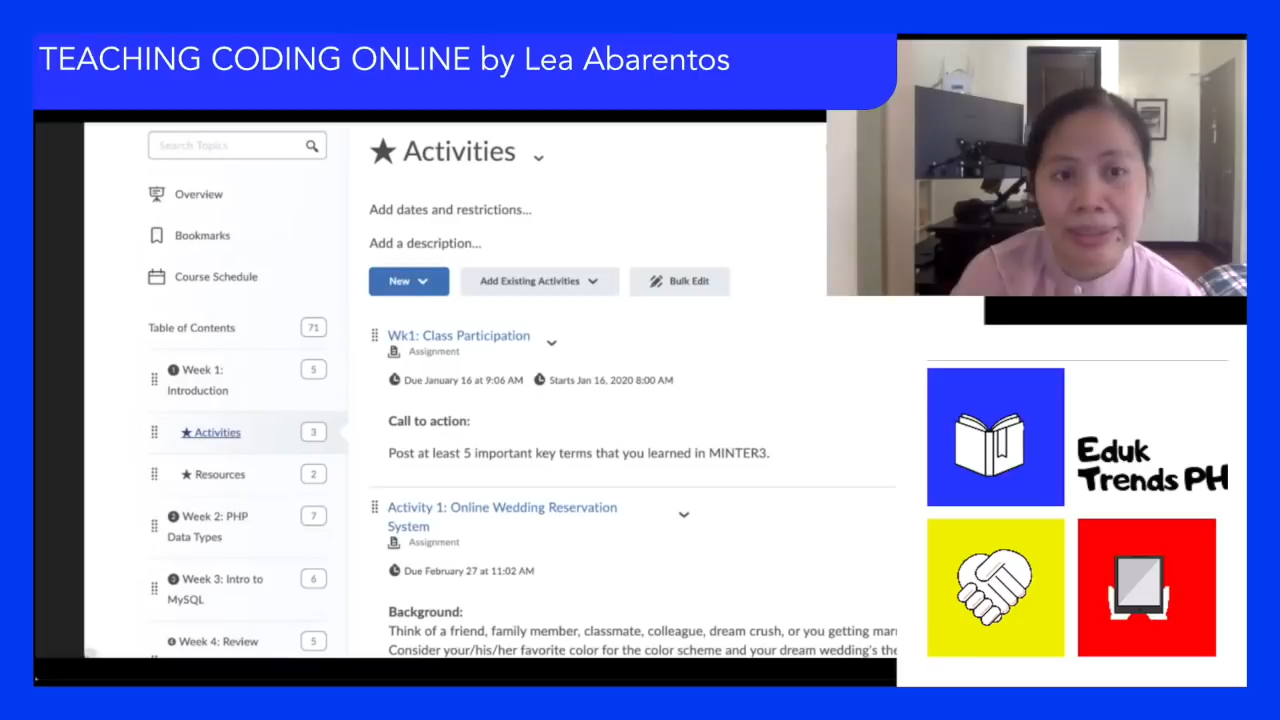 TEACHING CODING ONLINE by Lea Abarentos
Search Topics
Overview
Bookmarks
Course Schedule
Table of Contents 71
1 Week 1: 5
Introduction
★ Activities 3
★ Resources 2
2 Week 2: PHP 7
Data Types
3 Week 3: Intro to 6
MySQL
4 Week 4: Review 5
★ Activities
Add dates and restrictions...
Add a description...
New Add Existing Activities Bulk Edit
Wk1: Class Participation
Assignment
Due January 16 at 9:06 AM Starts Jan 16, 2020 8:00 AM
Call to action:
Post at least 5 important key terms that you learned in MINTER3.
Activity 1: Online Wedding Reservation
System
Assignment
Due February 27 at 11:02 AM
Background:
Think of a friend, family member, classmate, colleague, dream crush, or you getting
Consider your/his/her favorite color for the color scheme and your dream wedding's
Eduk
Trends PH